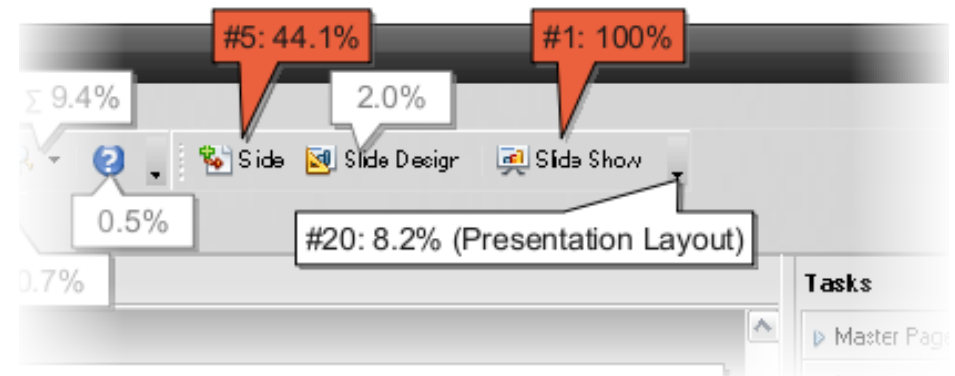 #5: 44.1%
#1: 100%
Σ 9.4%
2.0%
Slide
Slide Design
Slide Show
0.5%
#20: 8.2% (Presentation Layout)
0.7%
Tasks
Master Page